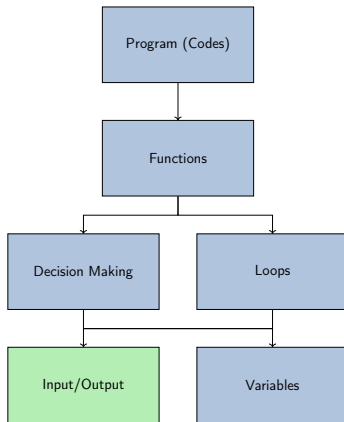 Program (Codes)
Functions
Decision Making
Loops
Input/Output
Variables